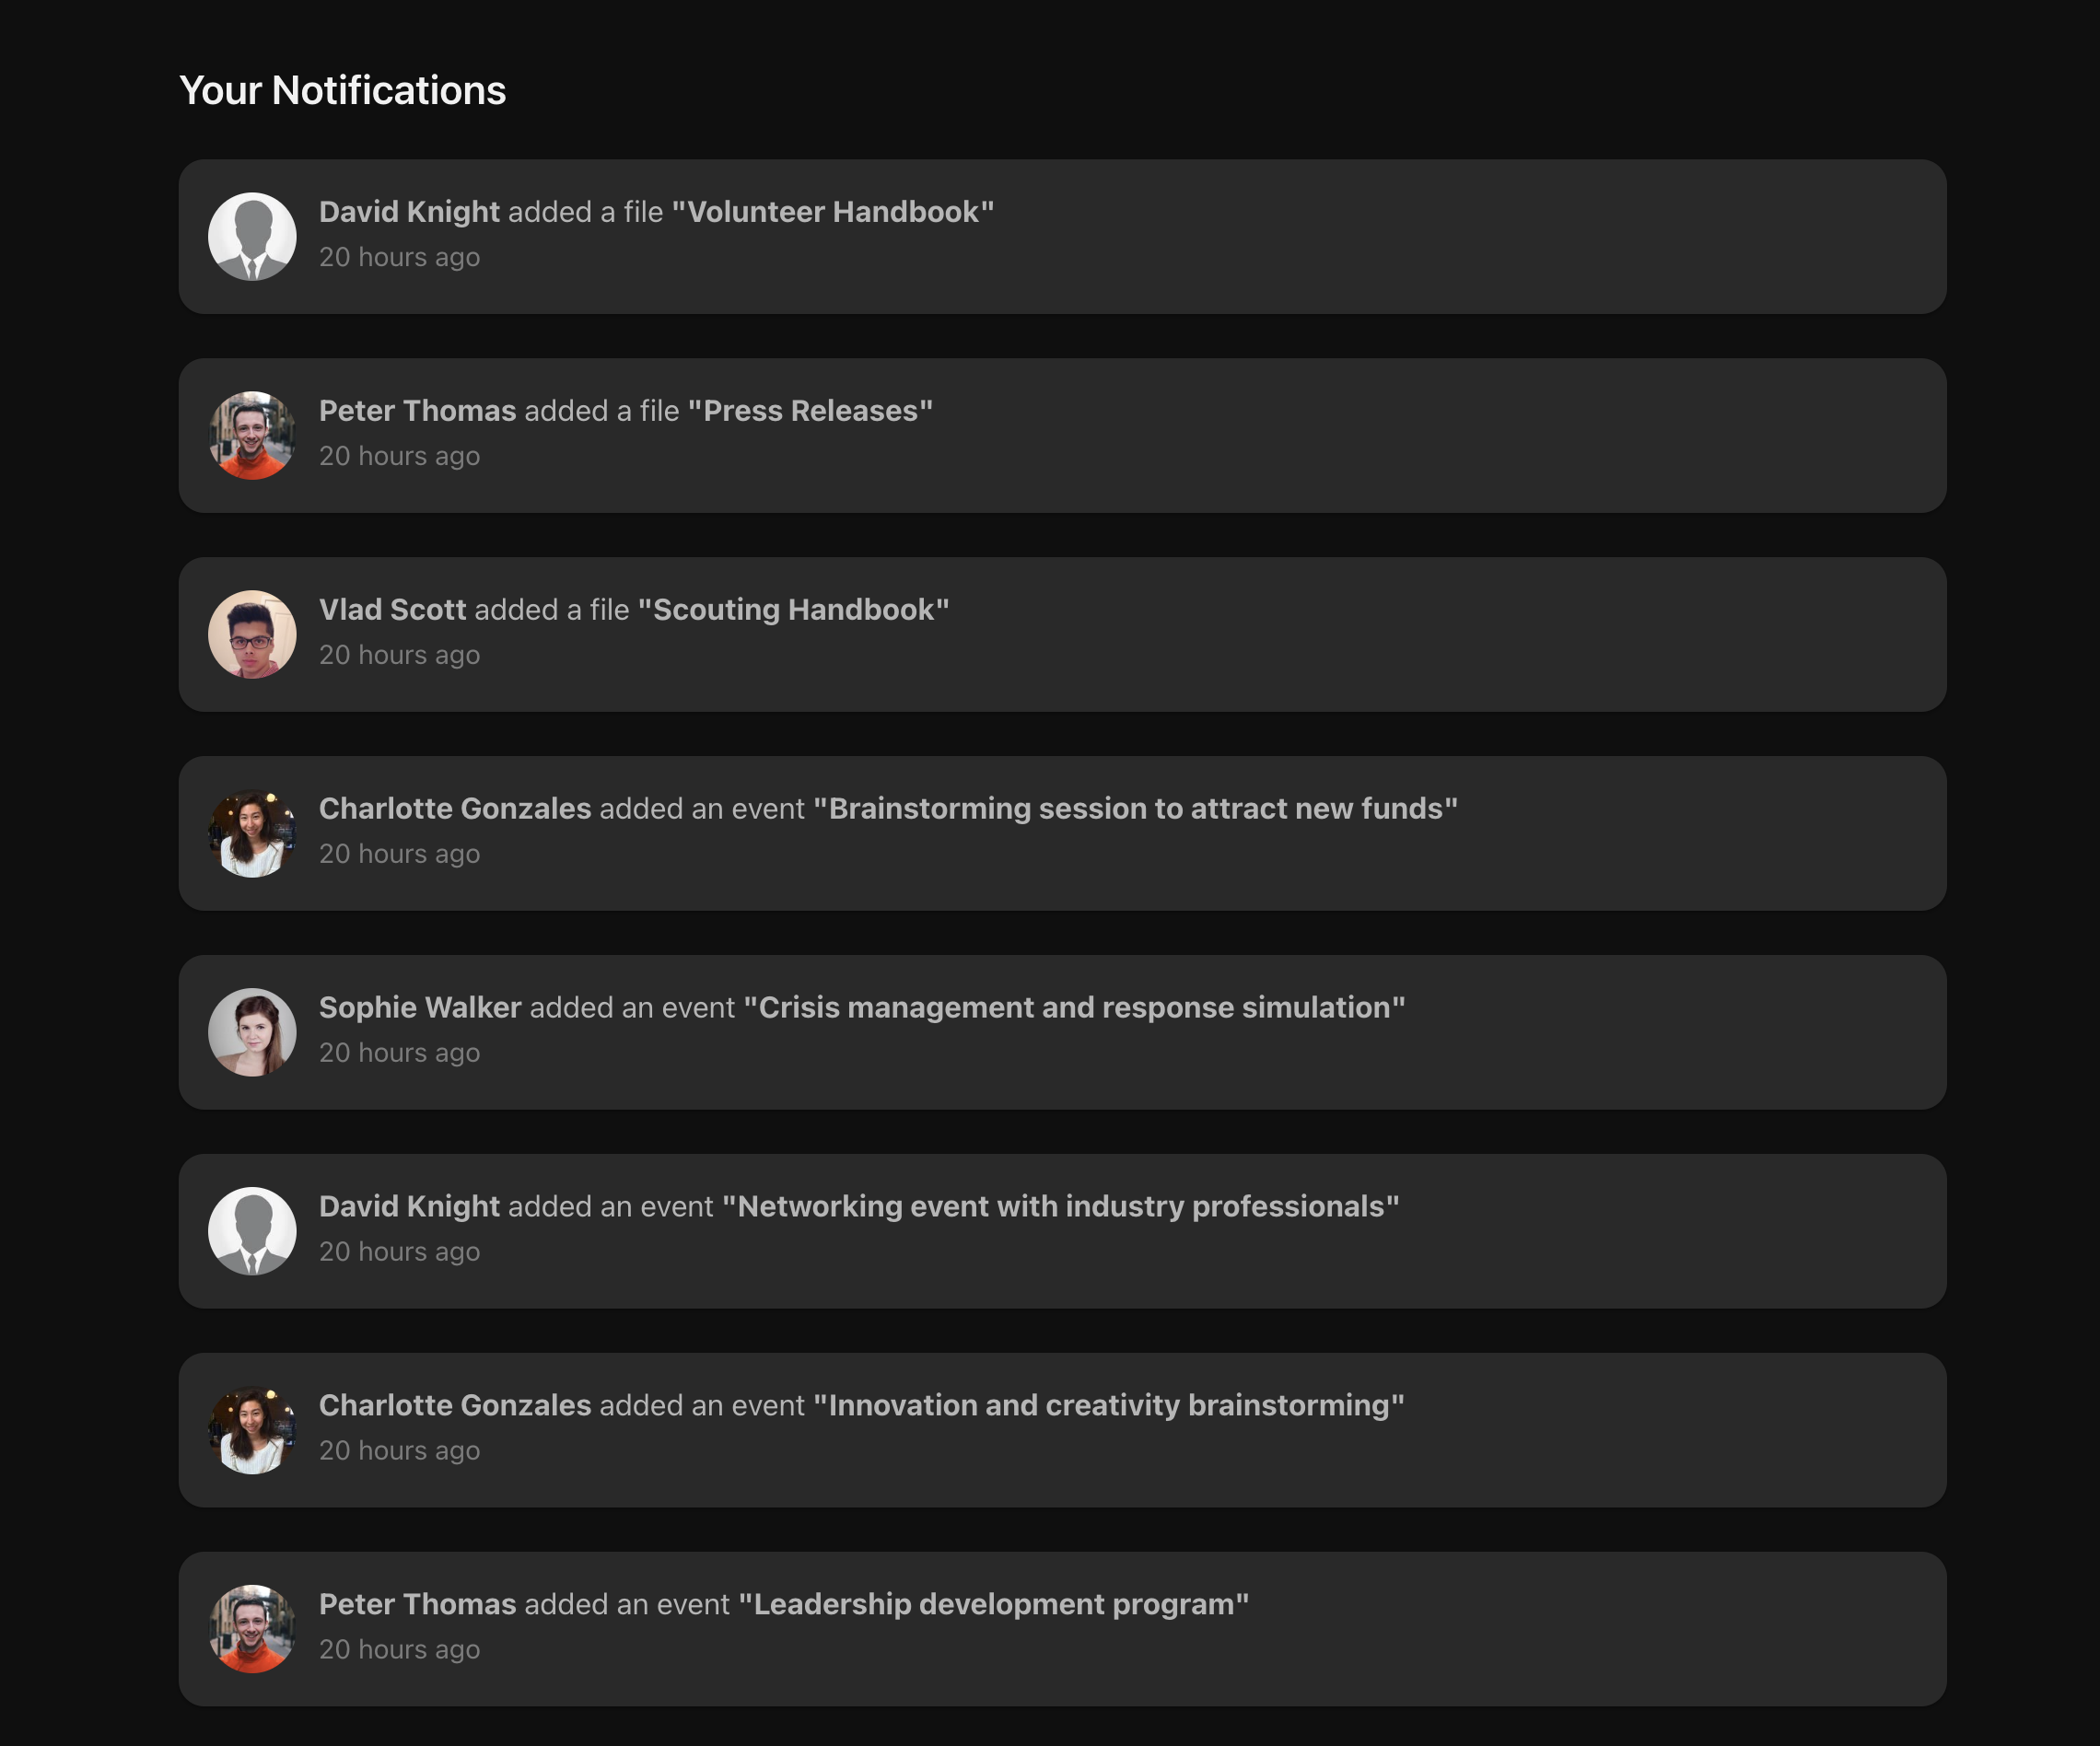 Your Notifications
David Knight added a file "Volunteer Handbook"
20 hours ago
Peter Thomas added a file "Press Releases"
20 hours ago
Vlad Scott added a file "Scouting Handbook"
20 hours ago
Charlotte Gonzales added an event "Brainstorming session to attract new funds"
20 hours ago
Sophie Walker added an event "Crisis management and response simulation"
20 hours ago
David Knight added an event "Networking event with industry professionals"
20 hours ago
Charlotte Gonzales added an event "Innovation and creativity brainstorming"
20 hours ago
Peter Thomas added an event "Leadership development program"
20 hours ago